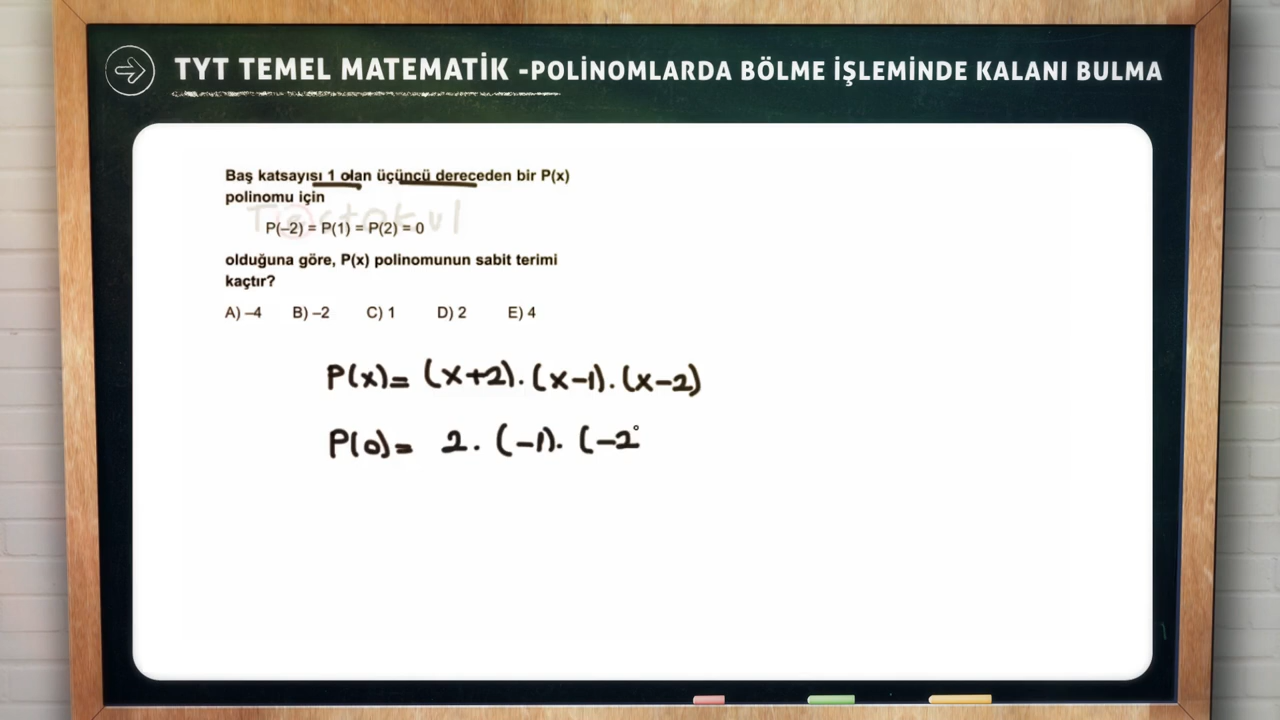 TYT TEMEL MATEMATİK -POLİNOMLARDA BÖLME İŞLEMİNDE KALANI BULMA
Baş katsayısı 1 olan üçüncü dereceden bir P(x)
polinomu için
Testokul
P(–2) = P(1) = P(2) = 0
olduğuna göre, P(x) polinomunun sabit terimi
kaçtır?
A) –4 B) –2 C) 1 D) 2 E) 4
P(x)= (x+2).(x-1).(x-2)
P(0)= 2. (-1). (-2